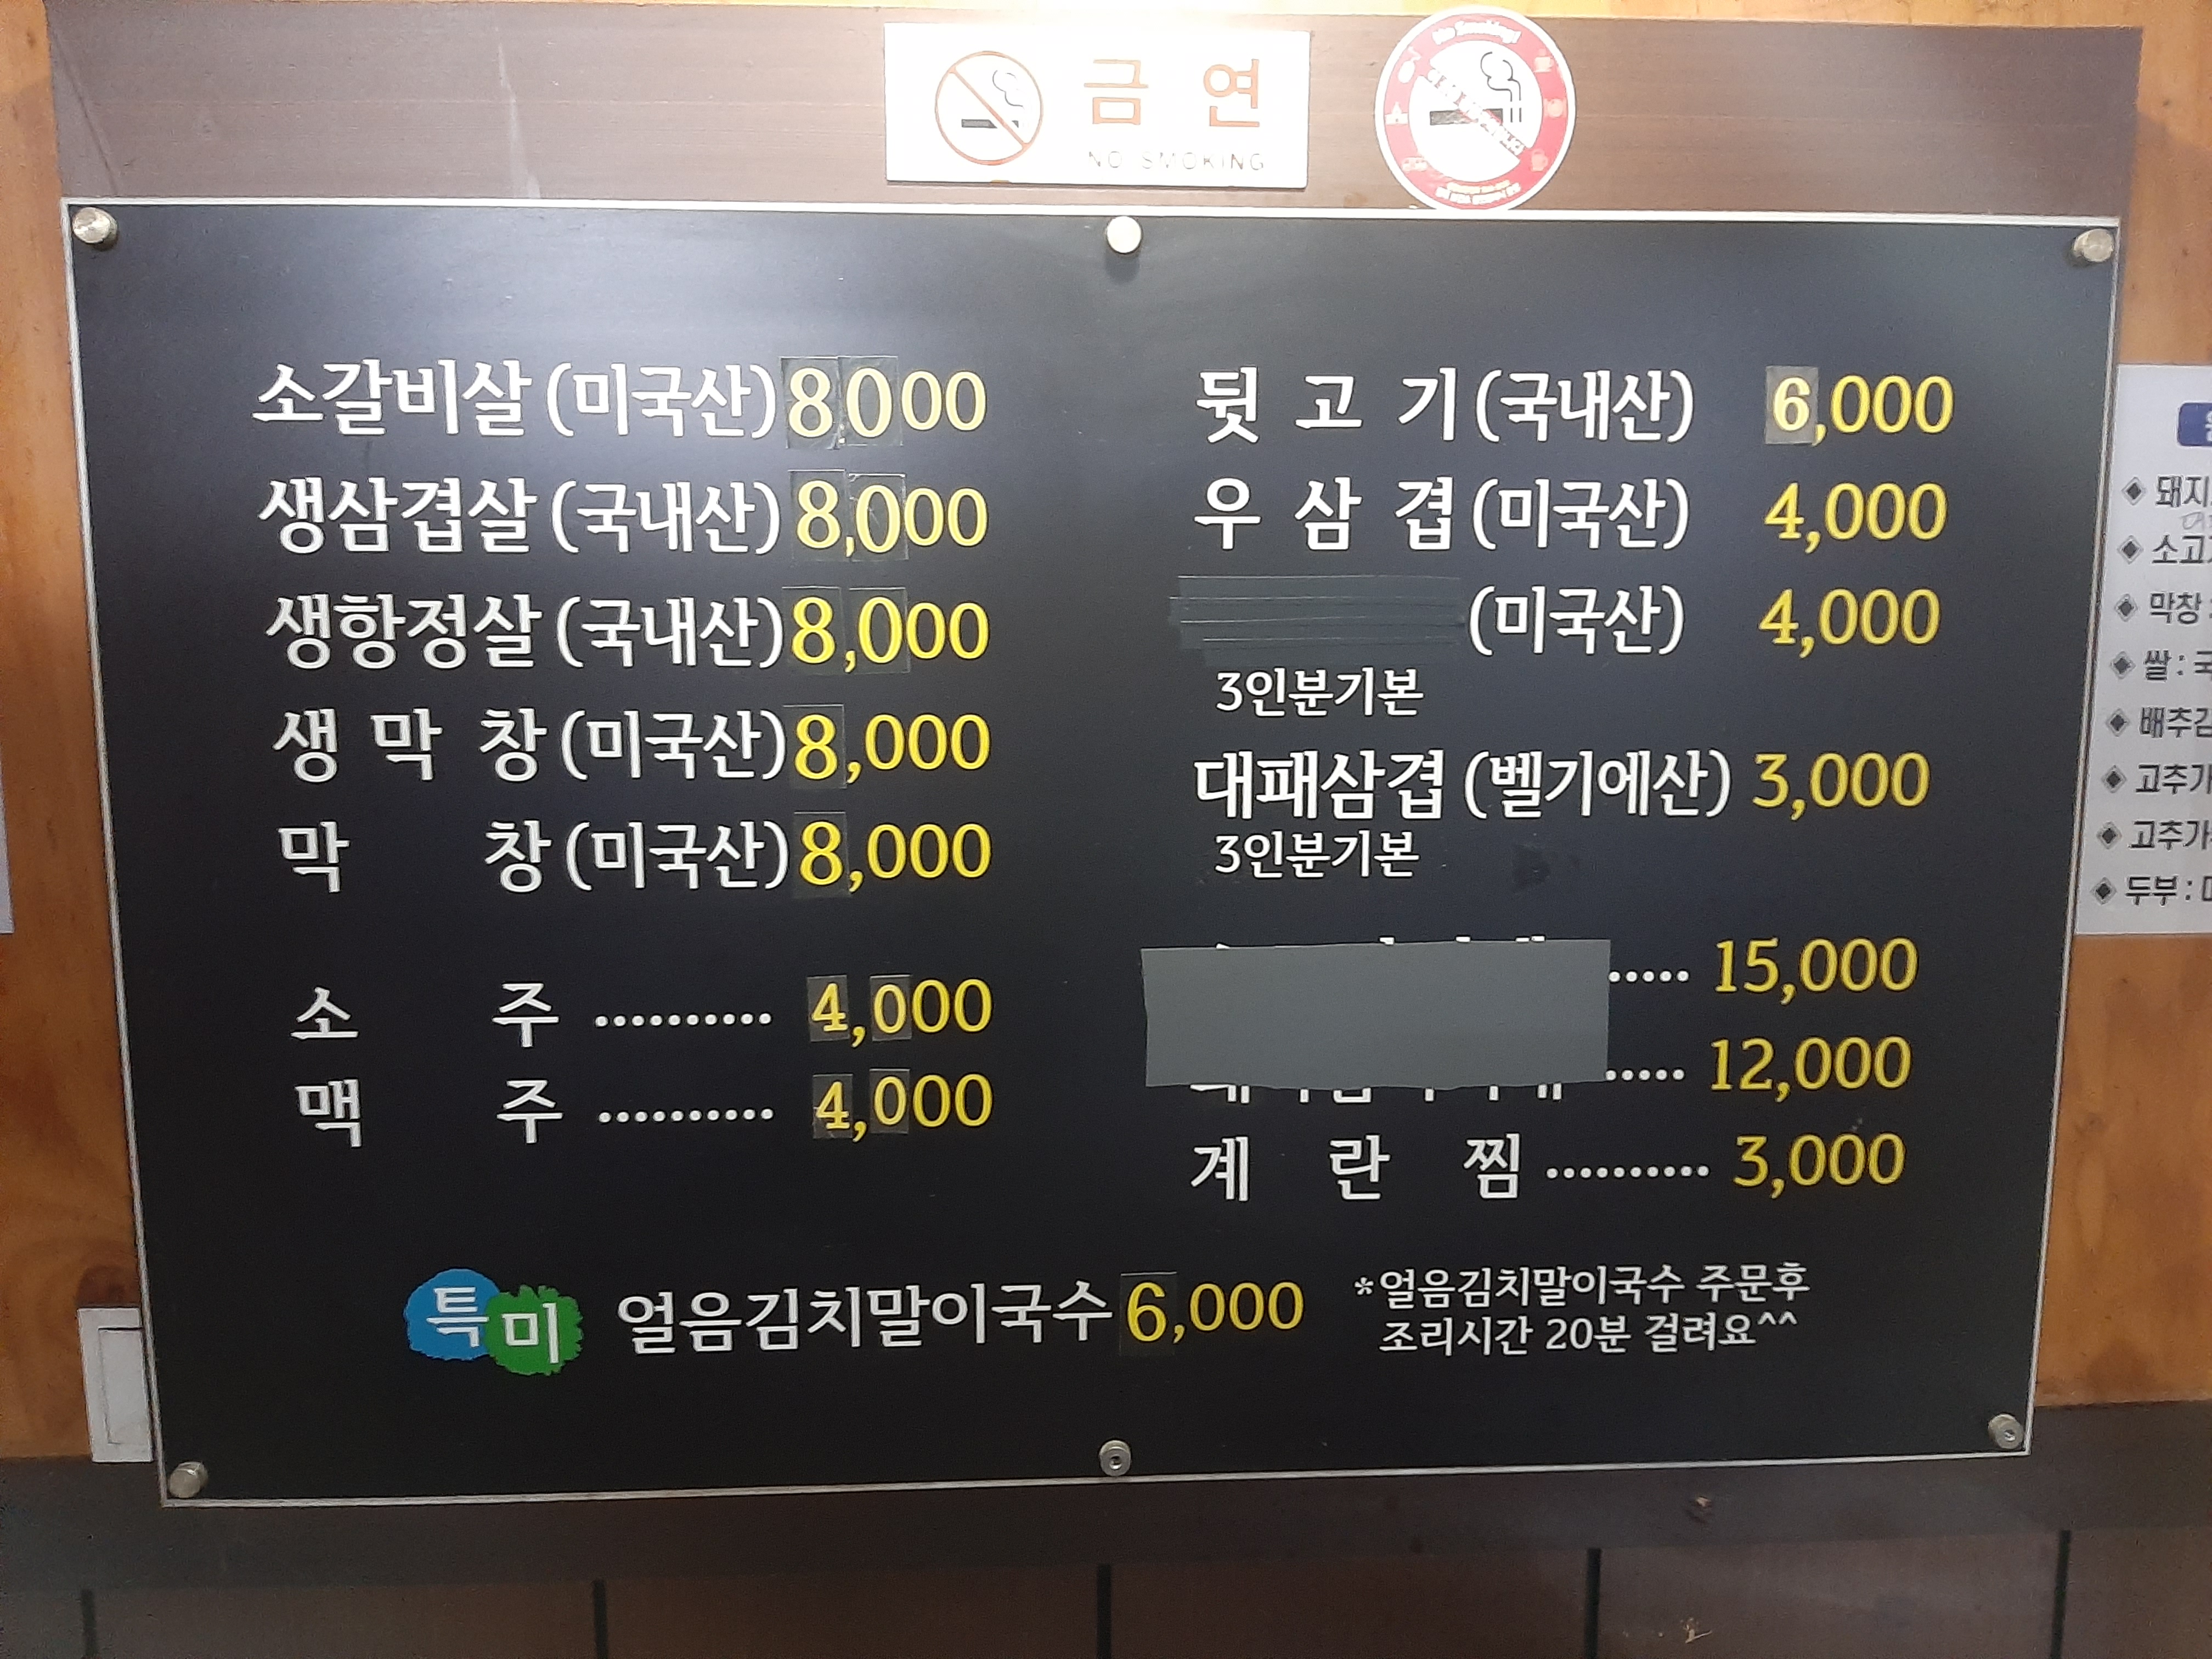 금 연
NO SMOKING
No Smoking!
소갈비살 (미국산) 8,000
생삼겹살 (국내산) 8,000
생항정살 (국내산) 8,000
생 막 창 (미국산) 8,000
막 창 (미국산) 8,000
소 주 .......... 4,000
맥 주 .......... 4,000
뒷 고 기 (국내산) 6,000
우 삼 겹 (미국산) 4,000
(미국산) 4,000
3인분기본
대패삼겹 (벨기에산) 3,000
3인분기본
..... 15,000
..... 12,000
계 란 찜 .......... 3,000
특미 얼음김치말이국수 6,000
*얼음김치말이국수 주문후
조리시간 20분 걸려요^^
◆ 돼지
◆ 소고
◆ 막창
◆ 쌀 : 국
◆ 배추김
◆ 고추가
◆ 고추가
◆ 두부 :